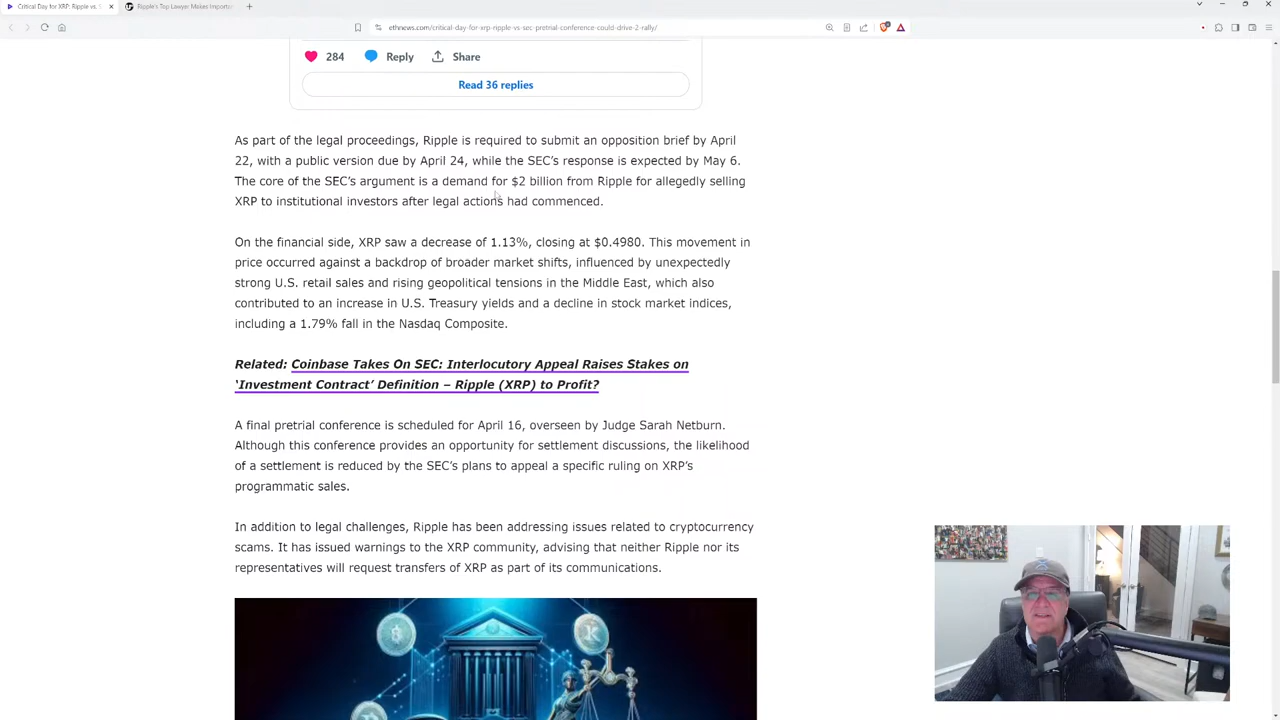 Critical Day for XRP: Ripple vs. S
Ripple's Top Lawyer Makes Importan
ethnews.com/critical-day-for-xrp-ripple-vs-sec-pretrial-conference-could-drive-2-rally/
284 Reply Share
Read 36 replies
As part of the legal proceedings, Ripple is required to submit an opposition brief by April
22, with a public version due by April 24, while the SEC’s response is expected by May 6.
The core of the SEC’s argument is a demand for $2 billion from Ripple for allegedly selling
XRP to institutional investors after legal actions had commenced.
On the financial side, XRP saw a decrease of 1.13%, closing at $0.4980. This movement in
price occurred against a backdrop of broader market shifts, influenced by unexpectedly
strong U.S. retail sales and rising geopolitical tensions in the Middle East, which also
contributed to an increase in U.S. Treasury yields and a decline in stock market indices,
including a 1.79% fall in the Nasdaq Composite.
Related: Coinbase Takes On SEC: Interlocutory Appeal Raises Stakes on
‘Investment Contract’ Definition – Ripple (XRP) to Profit?
A final pretrial conference is scheduled for April 16, overseen by Judge Sarah Netburn.
Although this conference provides an opportunity for settlement discussions, the likelihood
of a settlement is reduced by the SEC’s plans to appeal a specific ruling on XRP’s
programmatic sales.
In addition to legal challenges, Ripple has been addressing issues related to cryptocurrency
scams. It has issued warnings to the XRP community, advising that neither Ripple nor its
representatives will request transfers of XRP as part of its communications.